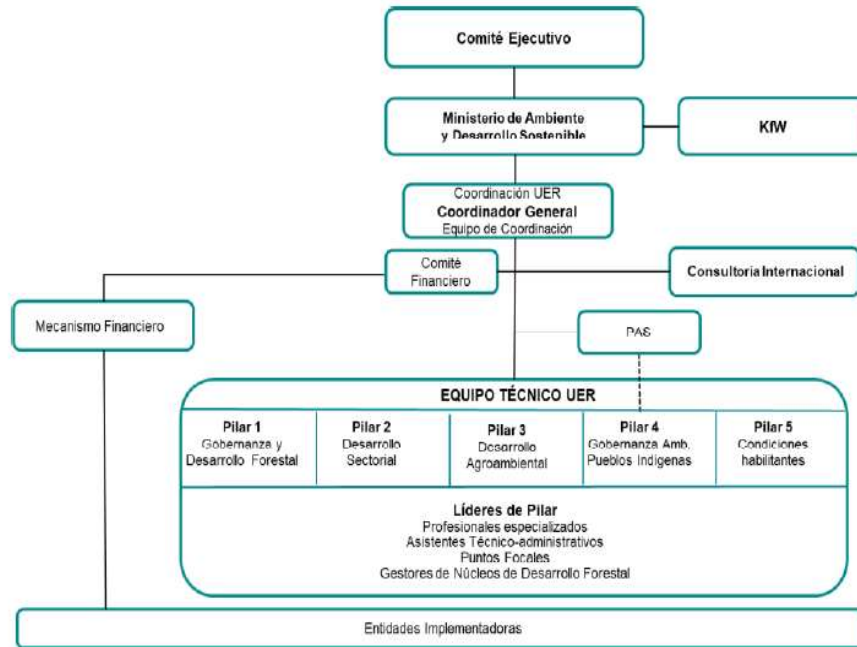 Comité Ejecutivo
Ministerio de Ambiente
y Desarrollo Sostenible
KfW
Coordinación UER
Coordinador General
Equipo de Coordinación
Comité
Financiero
Consultoría Internacional
Mecanismo Financiero
PAS
EQUIPO TÉCNICO UER
Pilar 1
Gobernanza y
Desarrollo Forestal
Pilar 2
Desarrollo
Sectorial
Pilar 3
Desarrollo
Agroambiental
Pilar 4
Gobernanza Amb.
Pueblos Indígenas
Pilar 5
Condiciones
habilitantes
Líderes de Pilar
Profesionales especializados
Asistentes Técnico-administrativos
Puntos Focales
Gestores de Núcleos de Desarrollo Forestal
Entidades Implementadoras